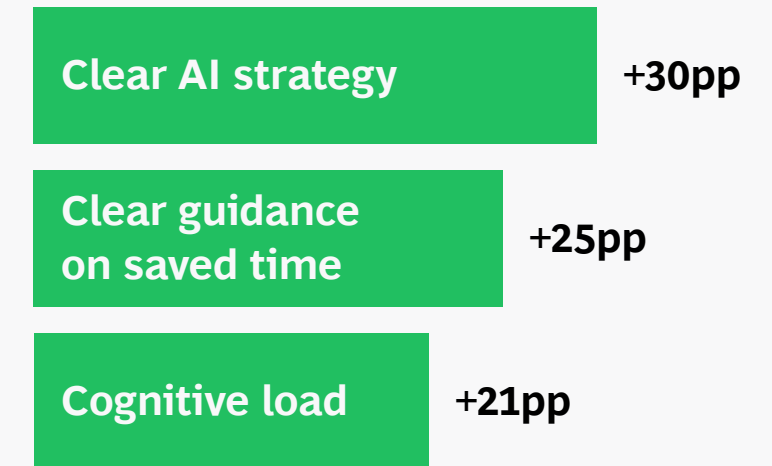 Clear AI strategy +30pp
Clear guidance
on saved time +25pp
Cognitive load +21pp